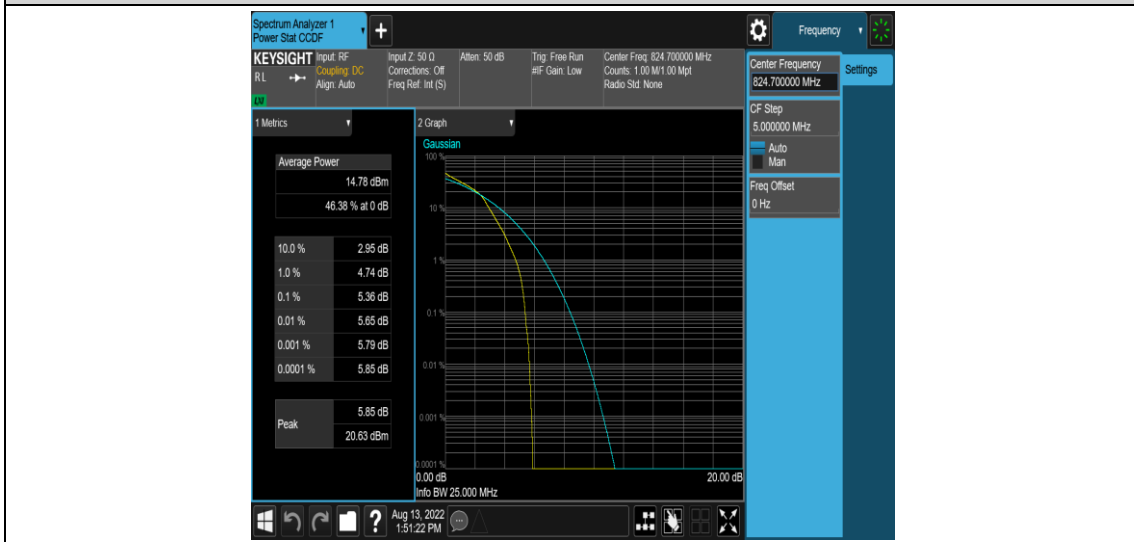 Spectrum Analyzer 1
Power Stat CCDF
Frequency
KEYSIGHT
RL
LXI
Input: RF
Coupling: DC
Align: Auto
Input Z: 50 Ω
Corrections: Off
Freq Ref: Int (S)
Atten: 50 dB
Trig: Free Run
#IF Gain: Low
Center Freq: 824.700000 MHz
Counts: 1.00 M/1.00 Mpt
Radio Std: None
Center Frequency
824.700000 MHz
Settings
CF Step
5.000000 MHz
Auto
Man
Freq Offset
0 Hz
1 Metrics
Average Power
14.78 dBm
46.38 % at 0 dB
10.0 % 2.95 dB
1.0 % 4.74 dB
0.1 % 5.36 dB
0.01 % 5.65 dB
0.001 % 5.79 dB
0.0001 % 5.85 dB
Peak
5.85 dB
20.63 dBm
2 Graph
Gaussian
100 %
10 %
1 %
0.1 %
0.01 %
0.001 %
0.0001 %
0.00 dB 20.00 dB
Info BW 25.000 MHz
?
Aug 13, 2022
1:51:22 PM